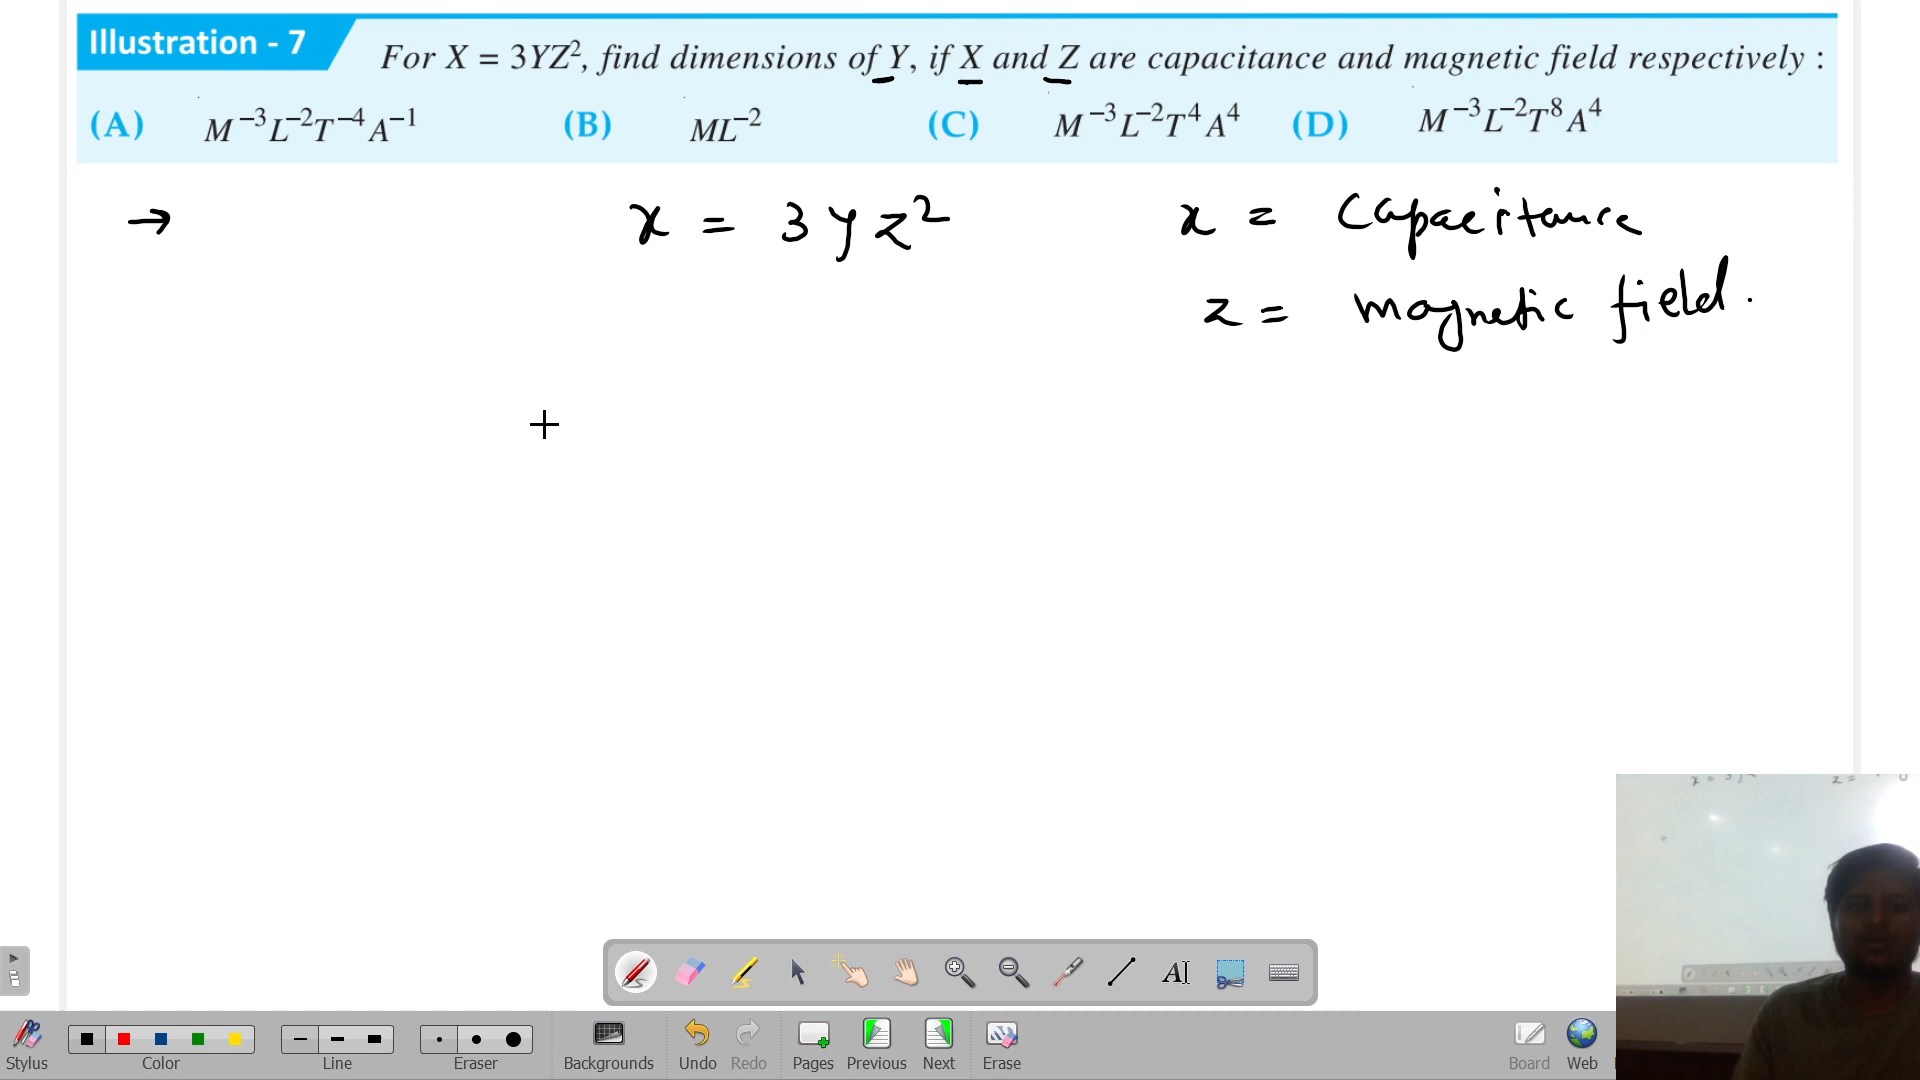 Illustration - 7
For X = 3YZ², find dimensions of Y, if X and Z are capacitance and magnetic field respectively :
(A) M⁻³L⁻²T⁻⁴A⁻¹ (B) ML⁻² (C) M⁻³L⁻²T⁴A⁴ (D) M⁻³L⁻²T⁸A⁴
→ x = 3yz² x = Capacitance
z = magnetic field.
Stylus Color Line Eraser Backgrounds Undo Redo Pages Previous Next Erase Board Web